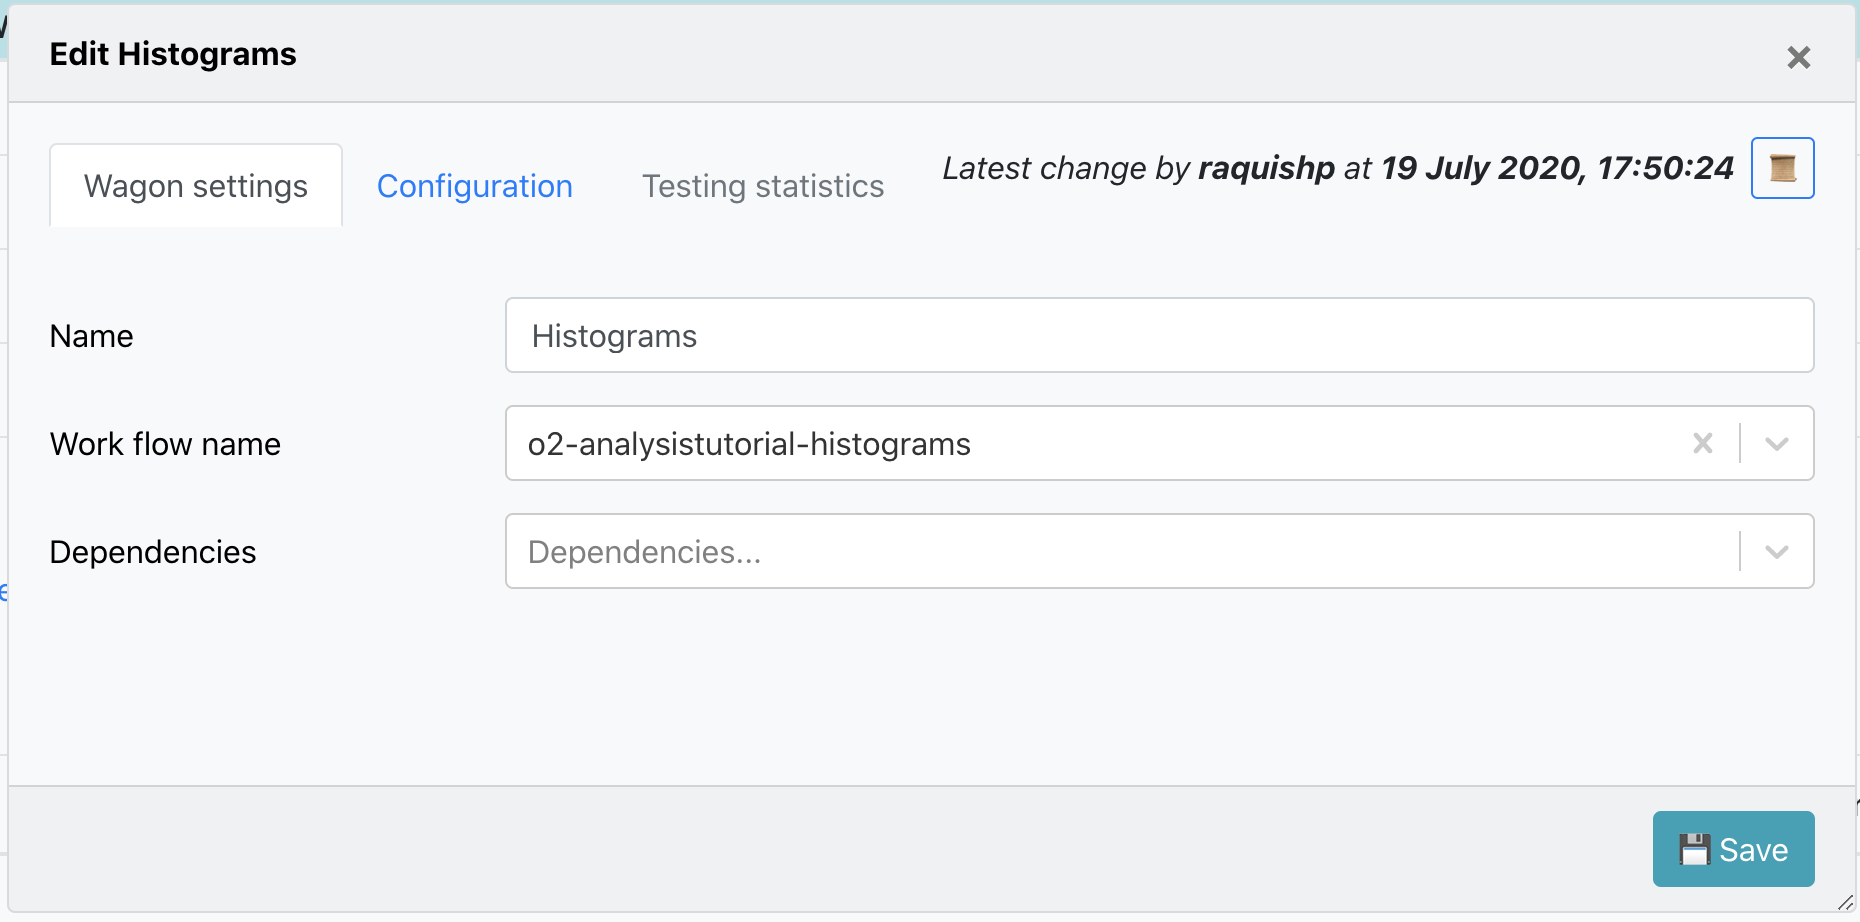 Edit Histograms
Wagon settings Configuration Testing statistics Latest change by raquishp at 19 July 2020, 17:50:24
Name Histograms
Work flow name o2-analysistutorial-histograms
Dependencies Dependencies...
Save